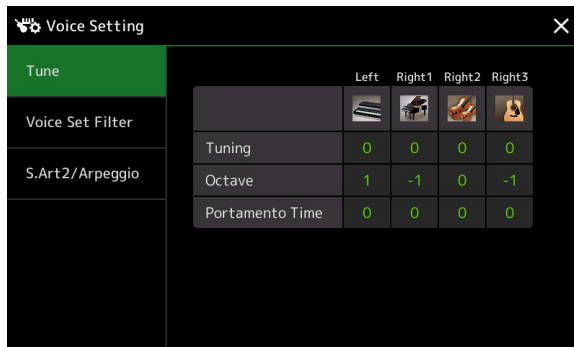 Voice Setting
Tune
Voice Set Filter
S.Art2/Arpeggio
Left Right1 Right2 Right3
Tuning 0 0 0 0
Octave 1 -1 0 -1
Portamento Time 0 0 0 0